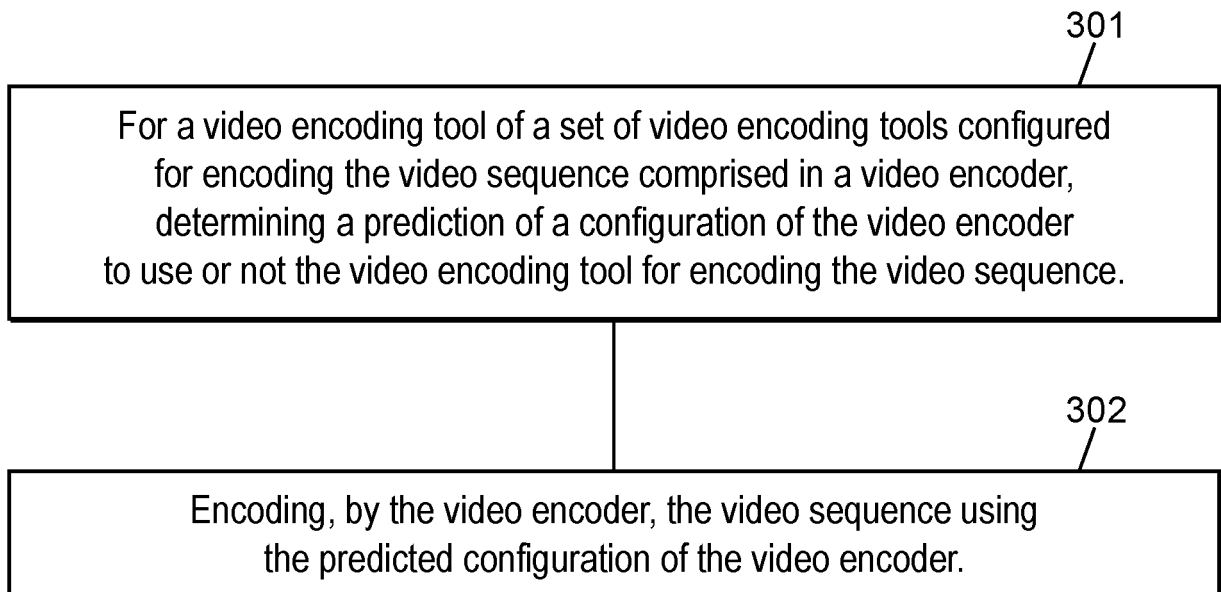 301
For a video encoding tool of a set of video encoding tools configured
for encoding the video sequence comprised in a video encoder,
determining a prediction of a configuration of the video encoder
to use or not the video encoding tool for encoding the video sequence.
302
Encoding, by the video encoder, the video sequence using
the predicted configuration of the video encoder.